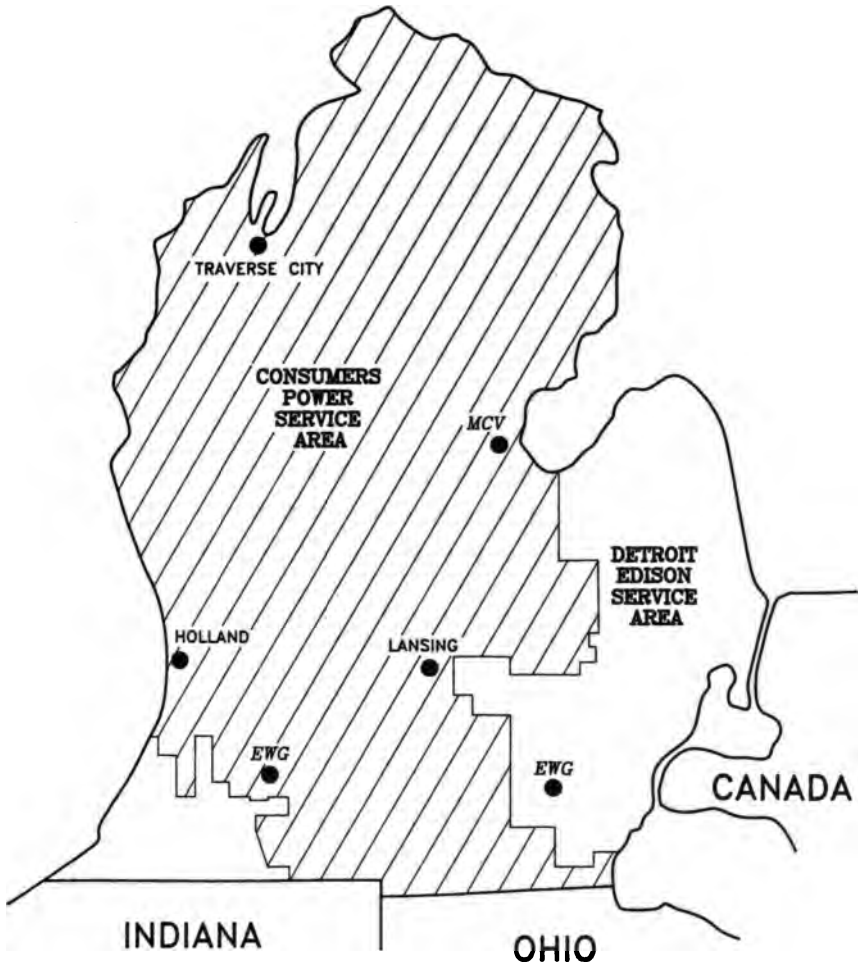 TRAVERSE CITY
CONSUMERS
POWER
SERVICE
AREA
MCV
DETROIT
EDISON
SERVICE
AREA
HOLLAND
LANSING
EWG
EWG
CANADA
INDIANA
OHIO